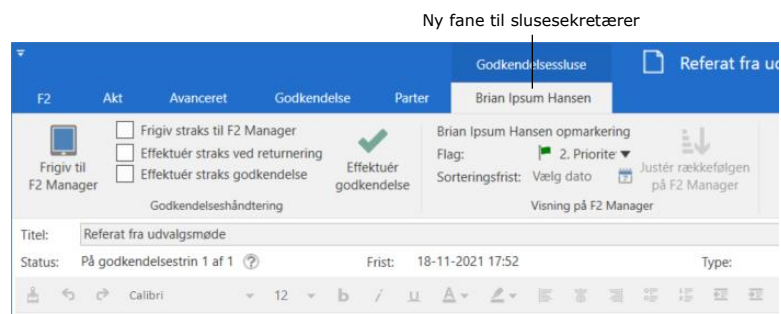 Ny fane til slusesekretærer
Godkendelsessluse
Referat fra ud
F2 Akt Avanceret Godkendelse Parter Brian Ipsum Hansen
Frigiv til F2 Manager
Frigiv straks til F2 Manager
Effektuér straks ved returnering
Effektuér straks godkendelse
Effektuér godkendelse
Godkendelseshåndtering
Brian Ipsum Hansen opmarkering
Flag: 2. Priorite
Sorteringsfrist: Vælg dato
Justér rækkefølgen
på F2 Manager
Visning på F2 Manager
Titel: Referat fra udvalgsmøde
Status: På godkendelsestrin 1 af 1 ? Frist: 18-11-2021 17:52 Type:
Calibri 12 b i u A